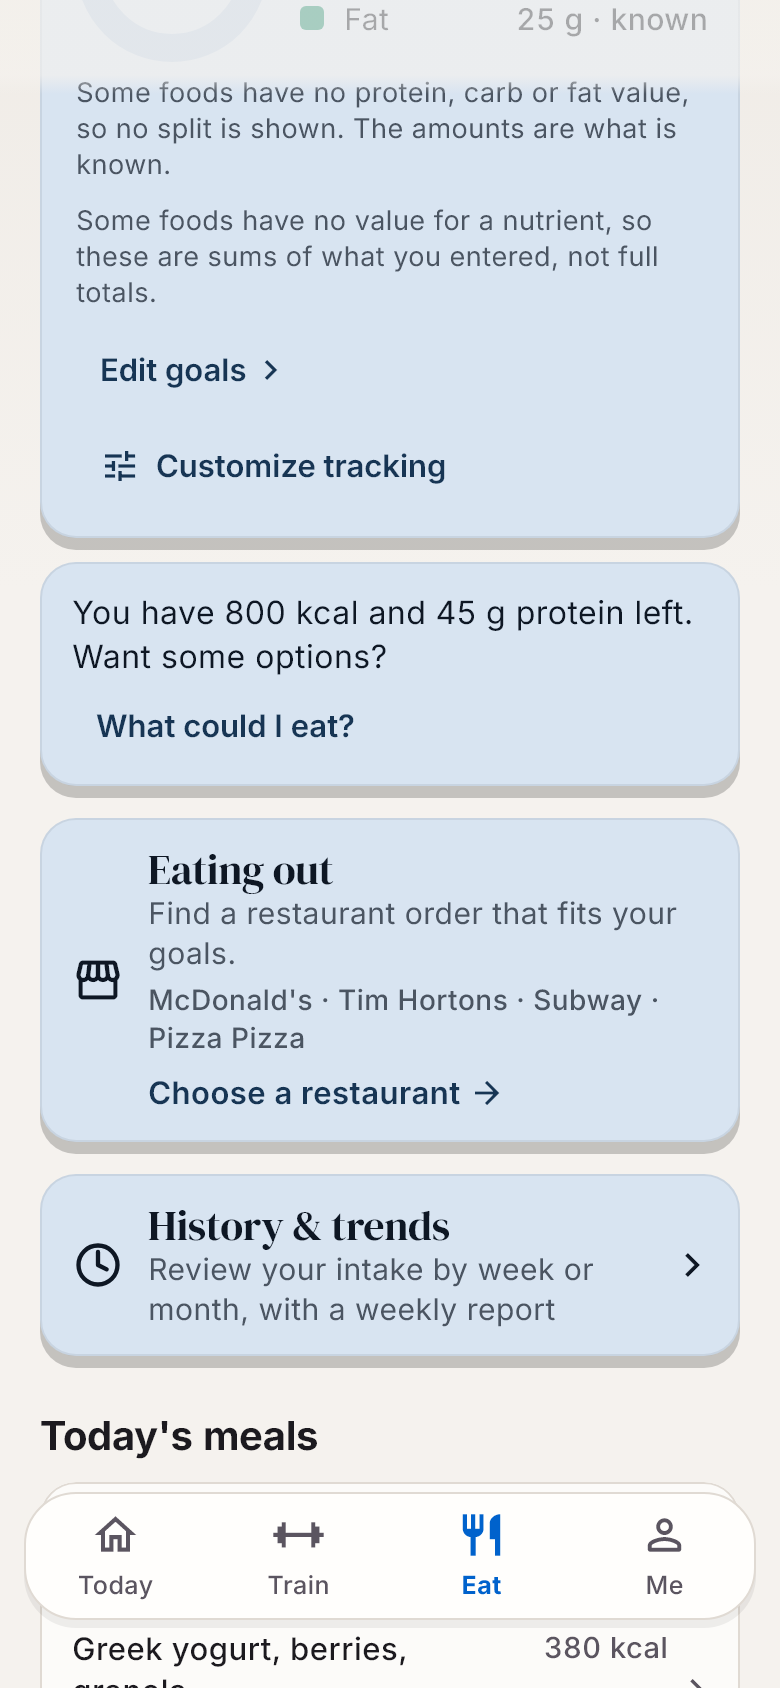 Fat 25 g · known
Some foods have no protein, carb or fat value,
so no split is shown. The amounts are what is
known.
Some foods have no value for a nutrient, so
these are sums of what you entered, not full
totals.
Edit goals
Customize tracking
You have 800 kcal and 45 g protein left.
Want some options?
What could I eat?
Eating out
Find a restaurant order that fits your
goals.
McDonald's · Tim Hortons · Subway ·
Pizza Pizza
Choose a restaurant →
History & trends
Review your intake by week or
month, with a weekly report
Today's meals
Today Train Eat Me
Greek yogurt, berries, 380 kcal